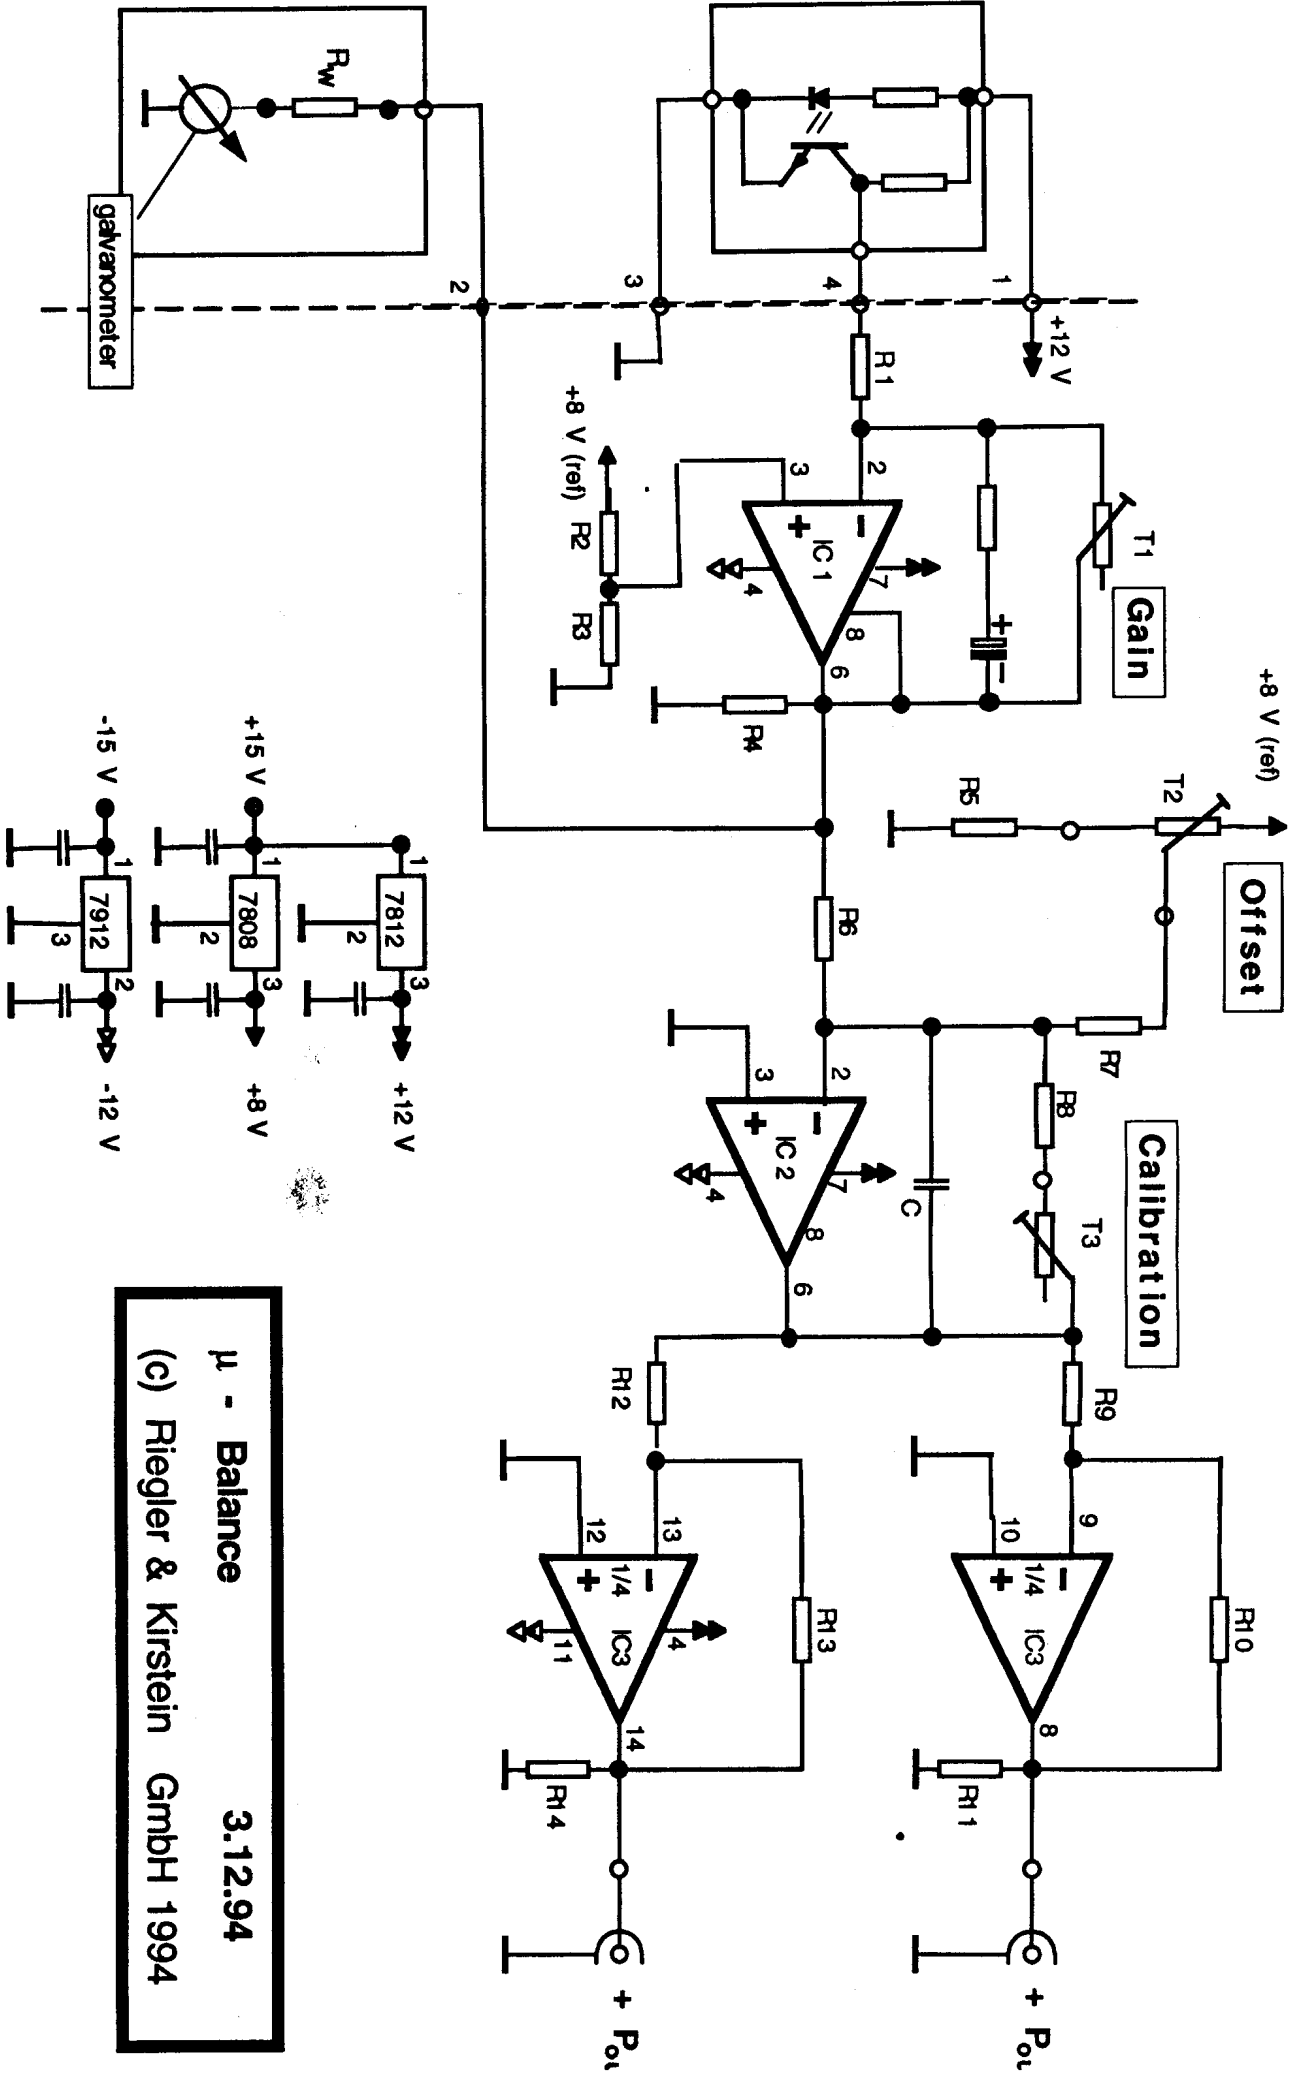 +8 V (ref)
Offset
T2
R5
R7
Gain
T1
Calibration
R8
T3
C
R9
R10
+12 V
1
4
3
2
R1
2
3
IC 1
+
−
7
4
8
6
+
−
+8 V (ref)
R2
R3
R4
R6
2
3
IC 2
+
−
7
4
8
6
R12
9
10
1/4
IC3
+
−
8
R11
+ P
R13
13
12
1/4
IC3
+
−
4
11
14
R14
+ P
Rw
galvanometer
1
7812
3
2
+12 V
+15 V
1
7808
3
2
+8 V
-15 V
1
7912
2
3
-12 V
µ - Balance 3.12.94
(c) Riegler & Kirstein GmbH 1994